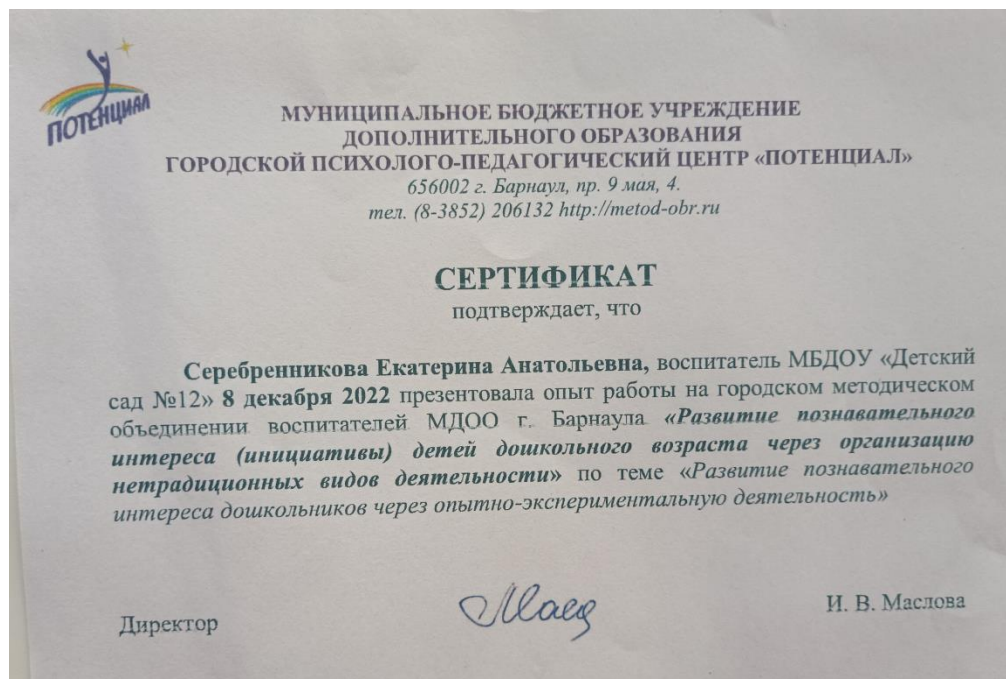 ПОТЕНЦИАЛ
МУНИЦИПАЛЬНОЕ БЮДЖЕТНОЕ УЧРЕЖДЕНИЕ
ДОПОЛНИТЕЛЬНОГО ОБРАЗОВАНИЯ
ГОРОДСКОЙ ПСИХОЛОГО-ПЕДАГОГИЧЕСКИЙ ЦЕНТР «ПОТЕНЦИАЛ»
656002 г. Барнаул, пр. 9 мая, 4.
тел. (8-3852) 206132 http://metod-obr.ru
СЕРТИФИКАТ
подтверждает, что
Серебренникова Екатерина Анатольевна, воспитатель МБДОУ «Детский
сад №12» 8 декабря 2022 презентовала опыт работы на городском методическом
объединении воспитателей МДОО г. Барнаула «Развитие познавательного
интереса (инициативы) детей дошкольного возраста через организацию
нетрадиционных видов деятельности» по теме «Развитие познавательного
интереса дошкольников через опытно-экспериментальную деятельность»
Директор
И. В. Маслова